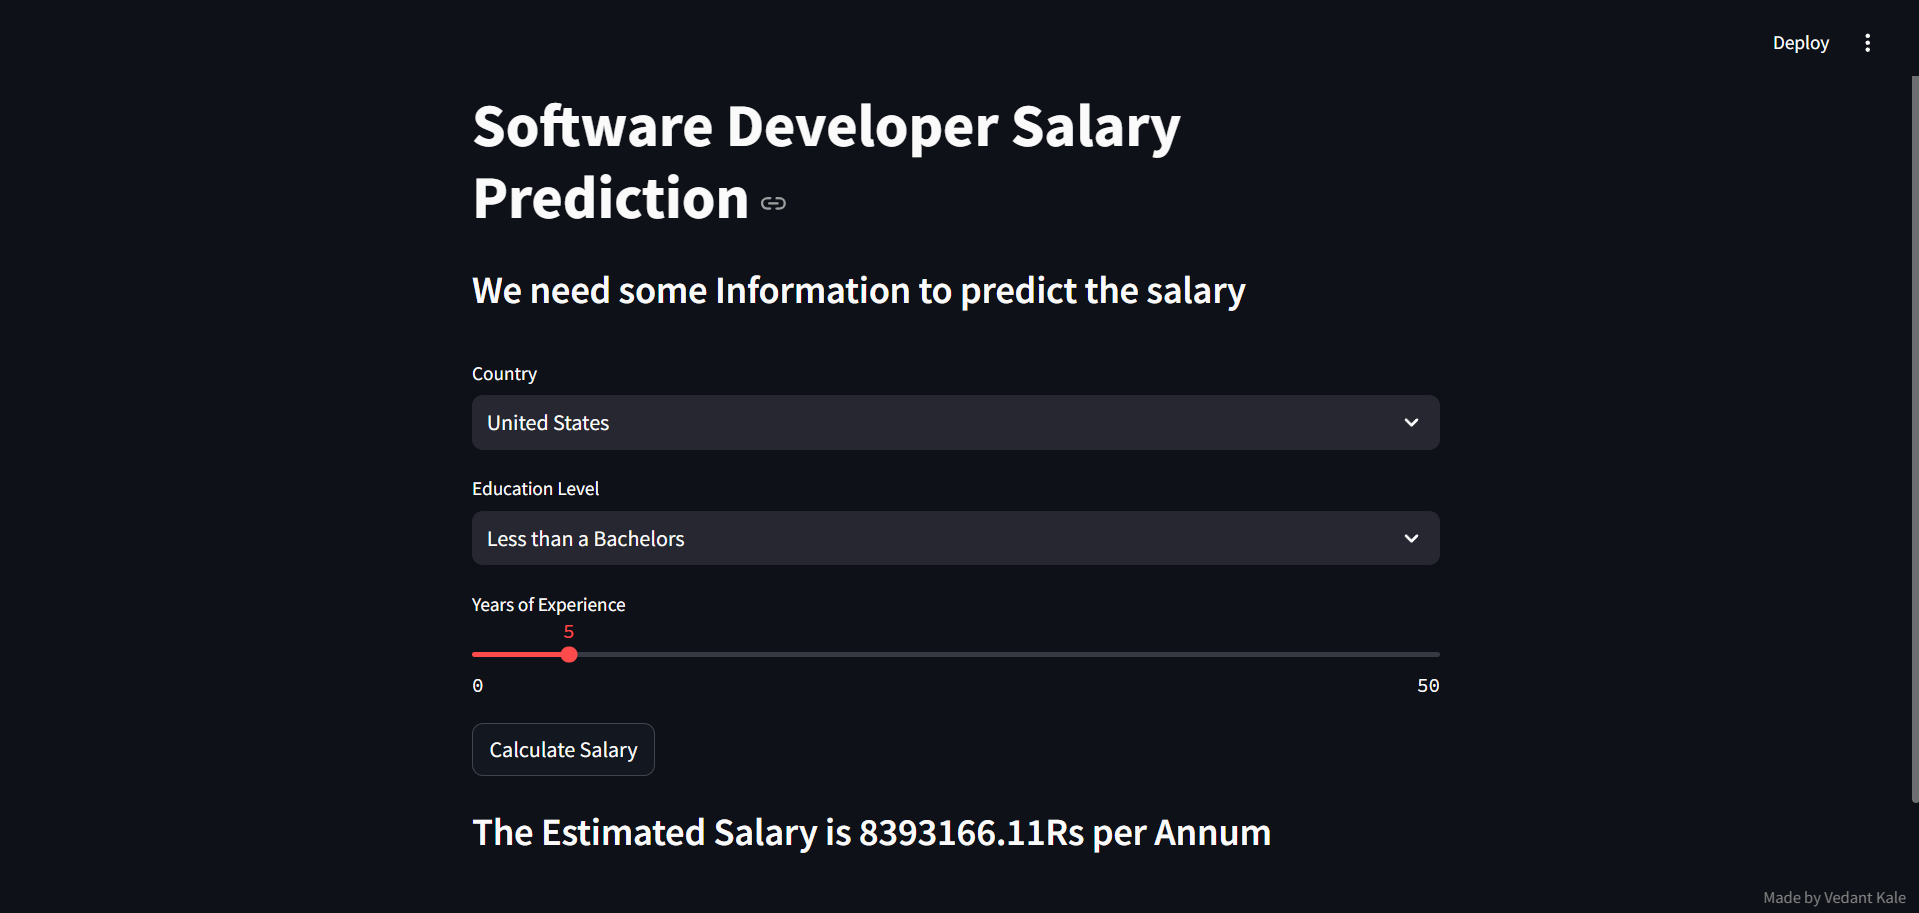 Deploy
Software Developer Salary
Prediction
We need some Information to predict the salary
Country
United States
Education Level
Less than a Bachelors
Years of Experience
5
0 50
Calculate Salary
The Estimated Salary is 8393166.11Rs per Annum
Made by Vedant Kale